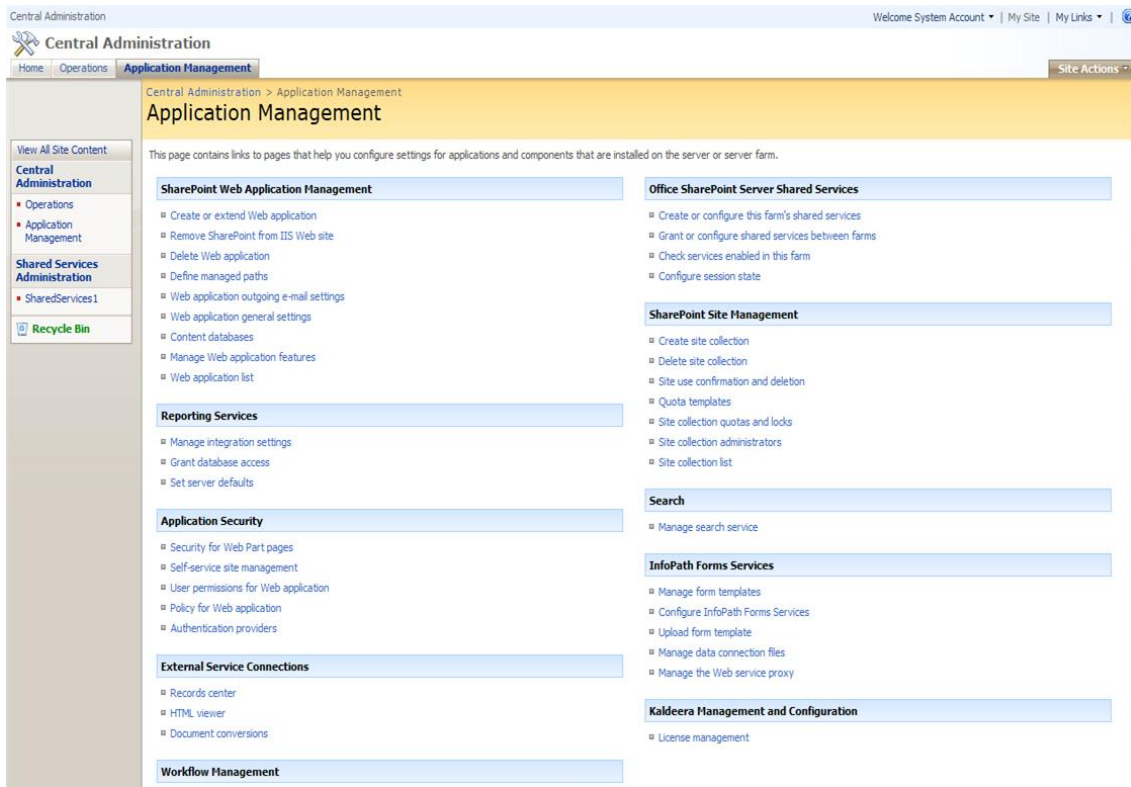 Central Administration
Welcome System Account | My Site | My Links |
Central Administration
Home Operations Application Management
Site Actions
Central Administration > Application Management
Application Management
View All Site Content
Central
Administration
Operations
Application
Management
Shared Services
Administration
SharedServices1
Recycle Bin
This page contains links to pages that help you configure settings for applications and components that are installed on the server or server farm.
SharePoint Web Application Management
Create or extend Web application
Remove SharePoint from IIS Web site
Delete Web application
Define managed paths
Web application outgoing e-mail settings
Web application general settings
Content databases
Manage Web application features
Web application list
Reporting Services
Manage integration settings
Grant database access
Set server defaults
Application Security
Security for Web Part pages
Self-service site management
User permissions for Web application
Policy for Web application
Authentication providers
External Service Connections
Records center
HTML viewer
Document conversions
Workflow Management
Office SharePoint Server Shared Services
Create or configure this farm's shared services
Grant or configure shared services between farms
Check services enabled in this farm
Configure session state
SharePoint Site Management
Create site collection
Delete site collection
Site use confirmation and deletion
Quota templates
Site collection quotas and locks
Site collection administrators
Site collection list
Search
Manage search service
InfoPath Forms Services
Manage form templates
Configure InfoPath Forms Services
Upload form template
Manage data connection files
Manage the Web service proxy
Kaldeera Management and Configuration
License management